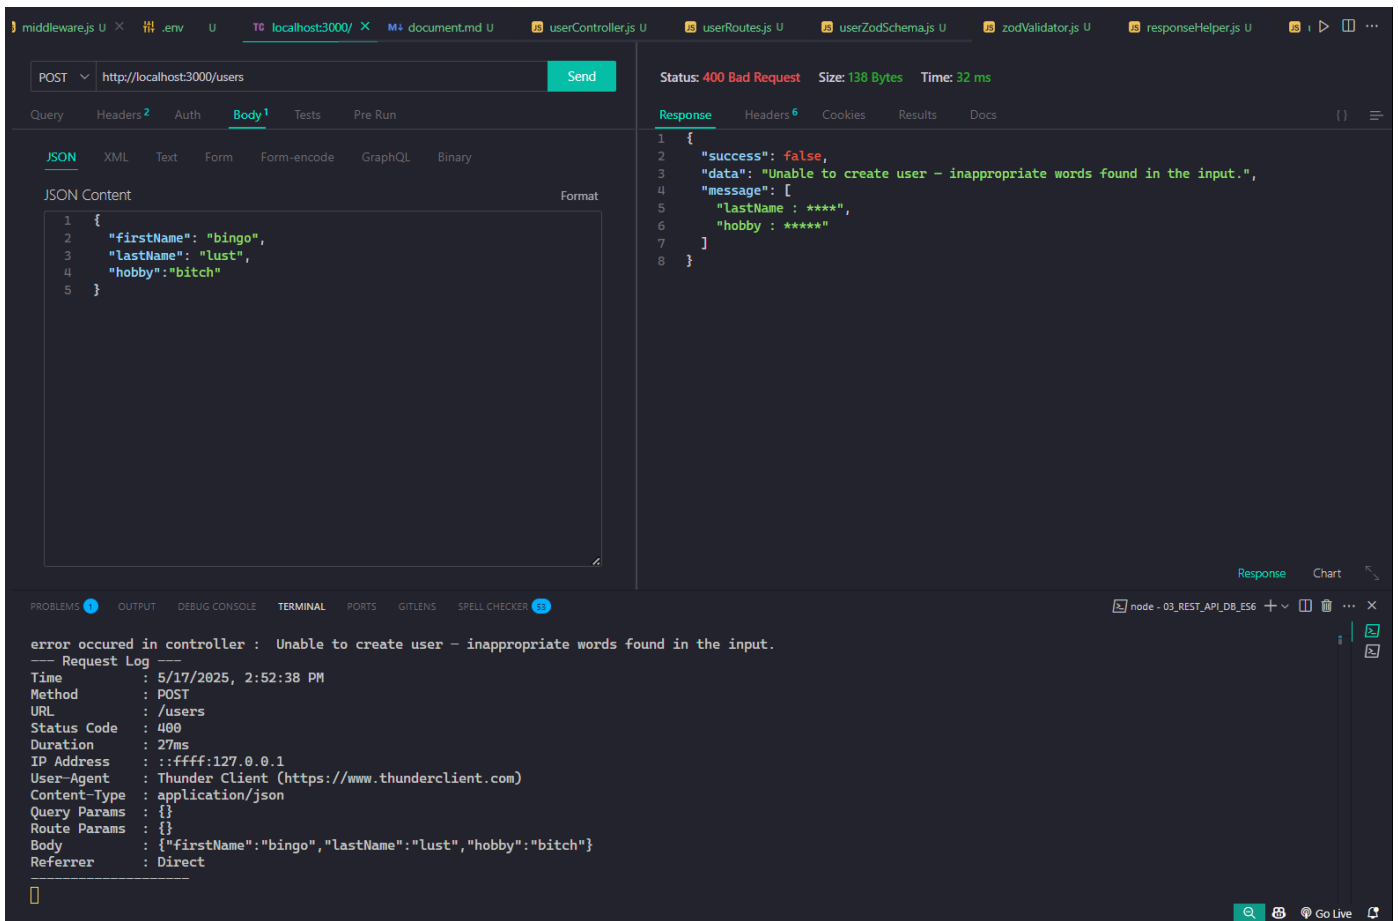 middleware.js U
.env U
TC localhost:3000/
M↓ document.md U
JS userController.js U
JS userRoutes.js U
JS userZodSchema.js U
JS zodValidator.js U
JS responseHelper.js U
JS
POST http://localhost:3000/users Send
Query Headers 2 Auth Body 1 Tests Pre Run
JSON XML Text Form Form-encode GraphQL Binary
JSON Content Format
1 {
2 "firstName": "bingo",
3 "lastName": "lust",
4 "hobby":"bitch"
5 }
Status: 400 Bad Request Size: 138 Bytes Time: 32 ms
Response Headers 6 Cookies Results Docs {}
1 {
2 "success": false,
3 "data": "Unable to create user – inappropriate words found in the input.",
4 "message": [
5 "lastName : ****",
6 "hobby : *****"
7 ]
8 }
Response Chart
PROBLEMS 1 OUTPUT DEBUG CONSOLE TERMINAL PORTS GITLENS SPELL CHECKER 53 node - 03_REST_API_DB_ES6
error occured in controller : Unable to create user – inappropriate words found in the input.
--- Request Log ---
Time : 5/17/2025, 2:52:38 PM
Method : POST
URL : /users
Status Code : 400
Duration : 27ms
IP Address : ::ffff:127.0.0.1
User-Agent : Thunder Client (https://www.thunderclient.com)
Content-Type : application/json
Query Params : {}
Route Params : {}
Body : {"firstName":"bingo","lastName":"lust","hobby":"bitch"}
Referrer : Direct
--------------------
Go Live